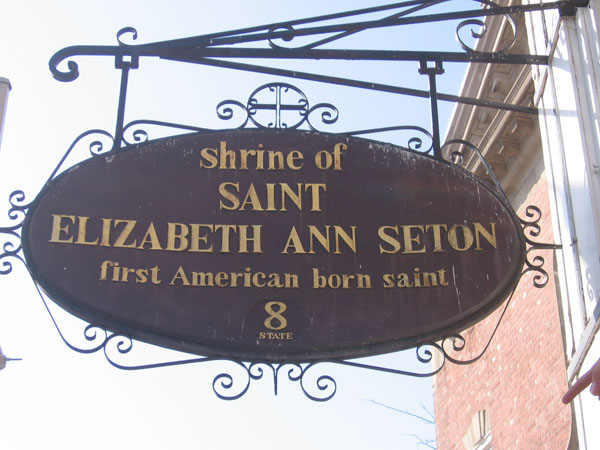 shrine of
SAINT
ELIZABETH ANN SETON
first American born saint
8
STATE